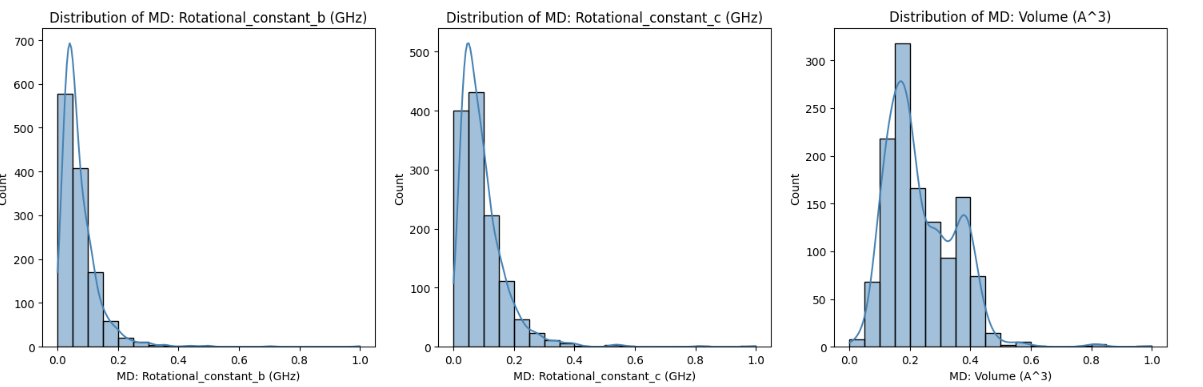 Distribution of MD: Rotational_constant_b (GHz)
700
600
500
400
300
200
100
0
Count
0.0 0.2 0.4 0.6 0.8 1.0
MD: Rotational_constant_b (GHz)
Distribution of MD: Rotational_constant_c (GHz)
500
400
300
200
100
0
Count
0.0 0.2 0.4 0.6 0.8 1.0
MD: Rotational_constant_c (GHz)
Distribution of MD: Volume (A^3)
300
250
200
150
100
50
0
Count
0.0 0.2 0.4 0.6 0.8 1.0
MD: Volume (A^3)